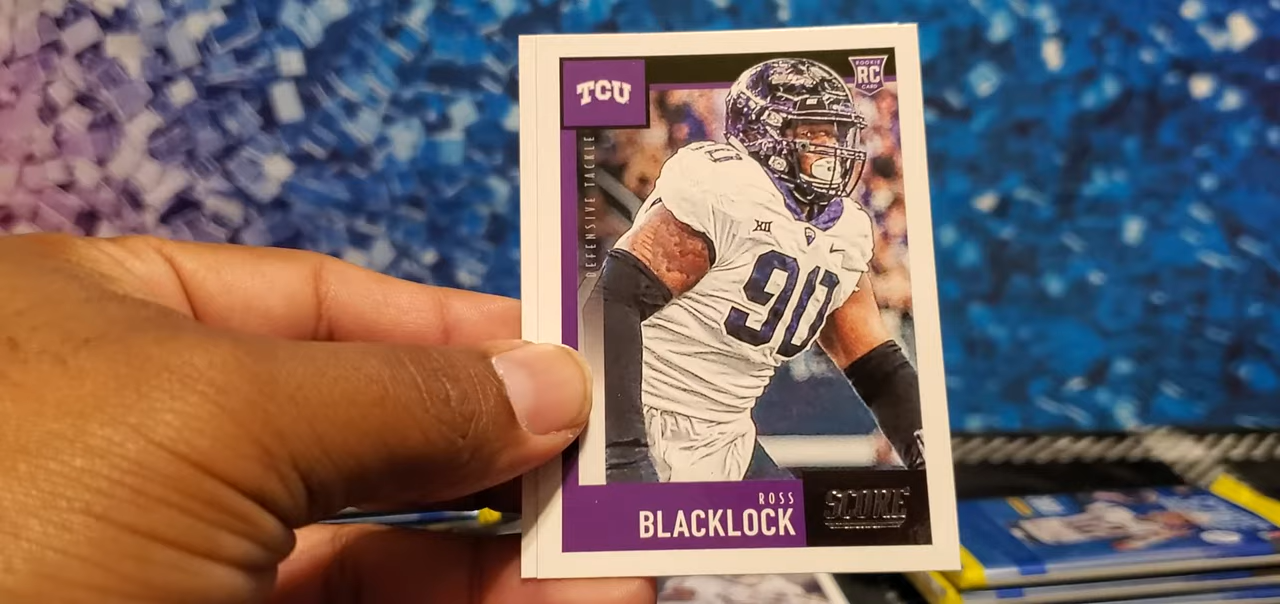 TCU
ROOKIE
RC
CARD
DEFENSIVE TACKLE
XII
90
ROSS
BLACKLOCK
SCORE